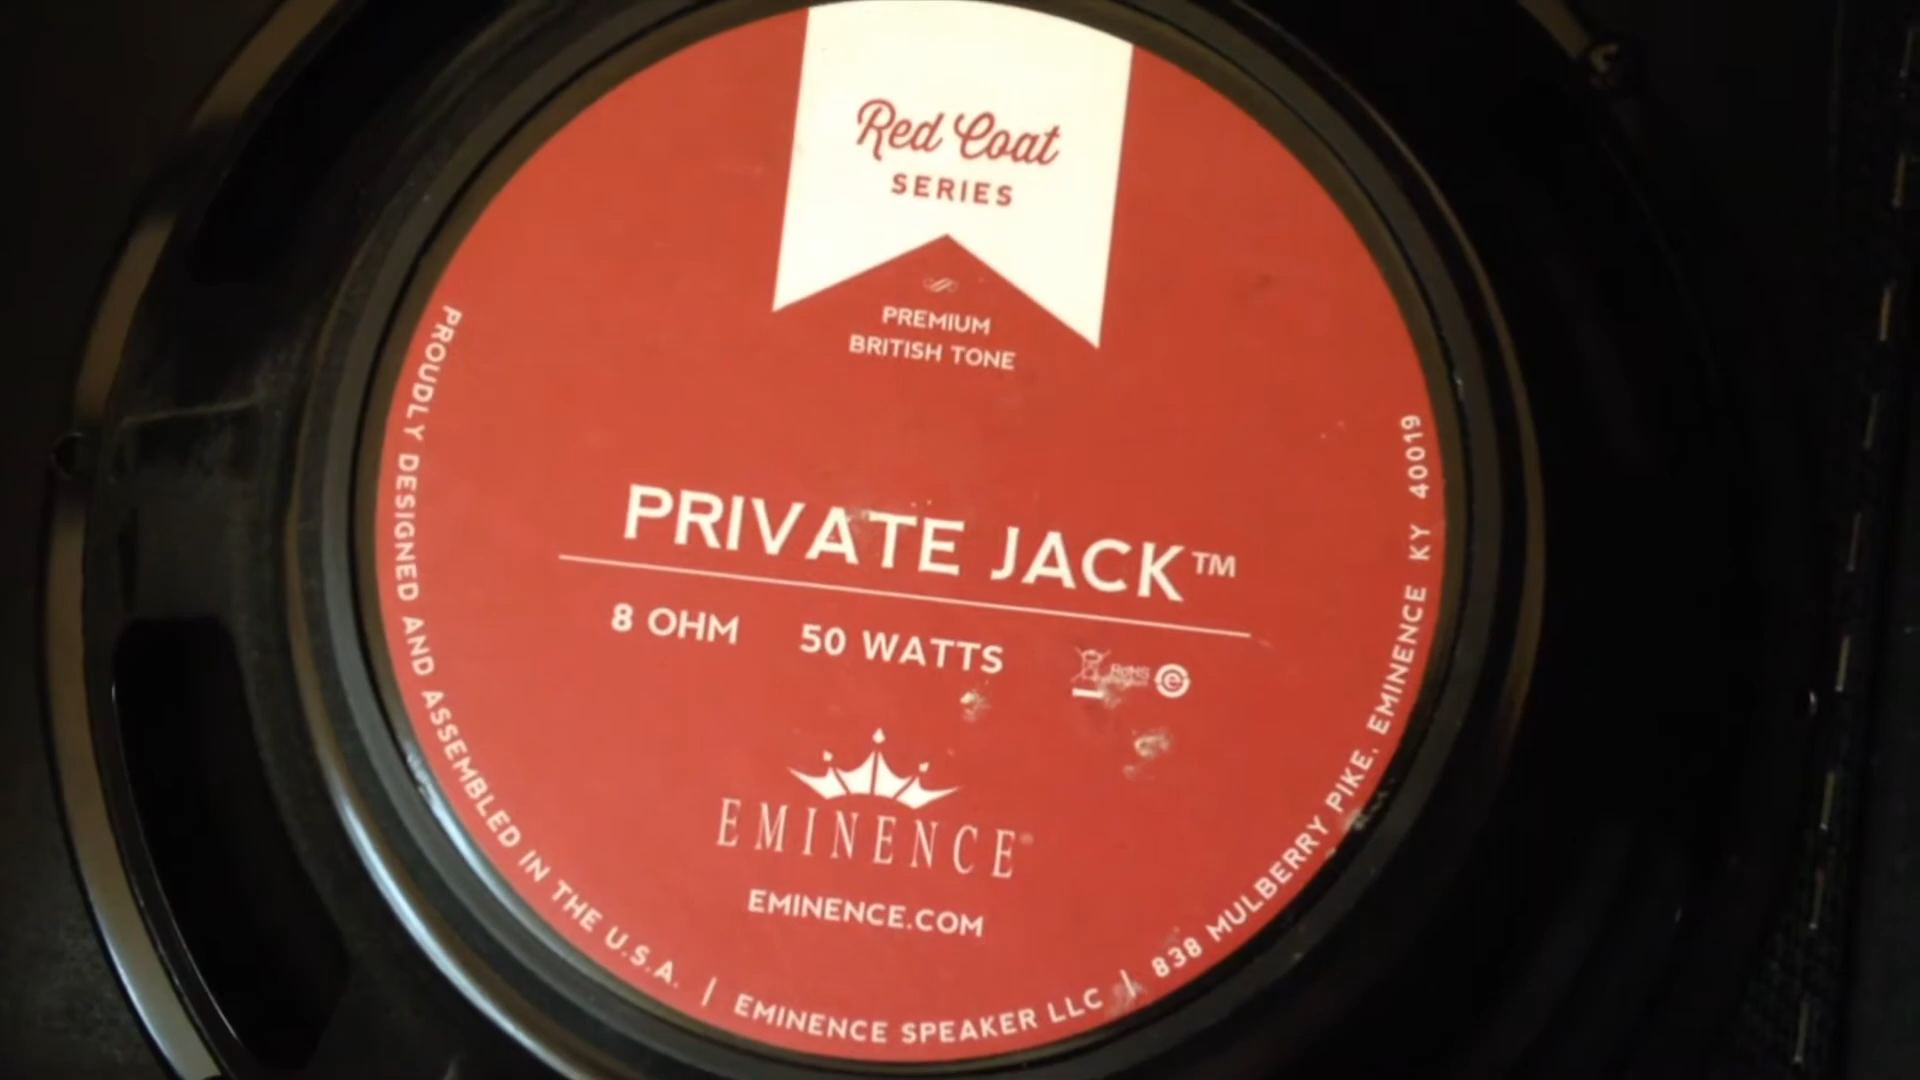 Red Coat
SERIES
PREMIUM
BRITISH TONE
PRIVATE JACK™
8 OHM 50 WATTS
RoHS
EMINENCE®
EMINENCE.COM
PROUDLY DESIGNED AND ASSEMBLED IN THE U.S.A. | EMINENCE SPEAKER LLC | 838 MULBERRY PIKE, EMINENCE KY 40019